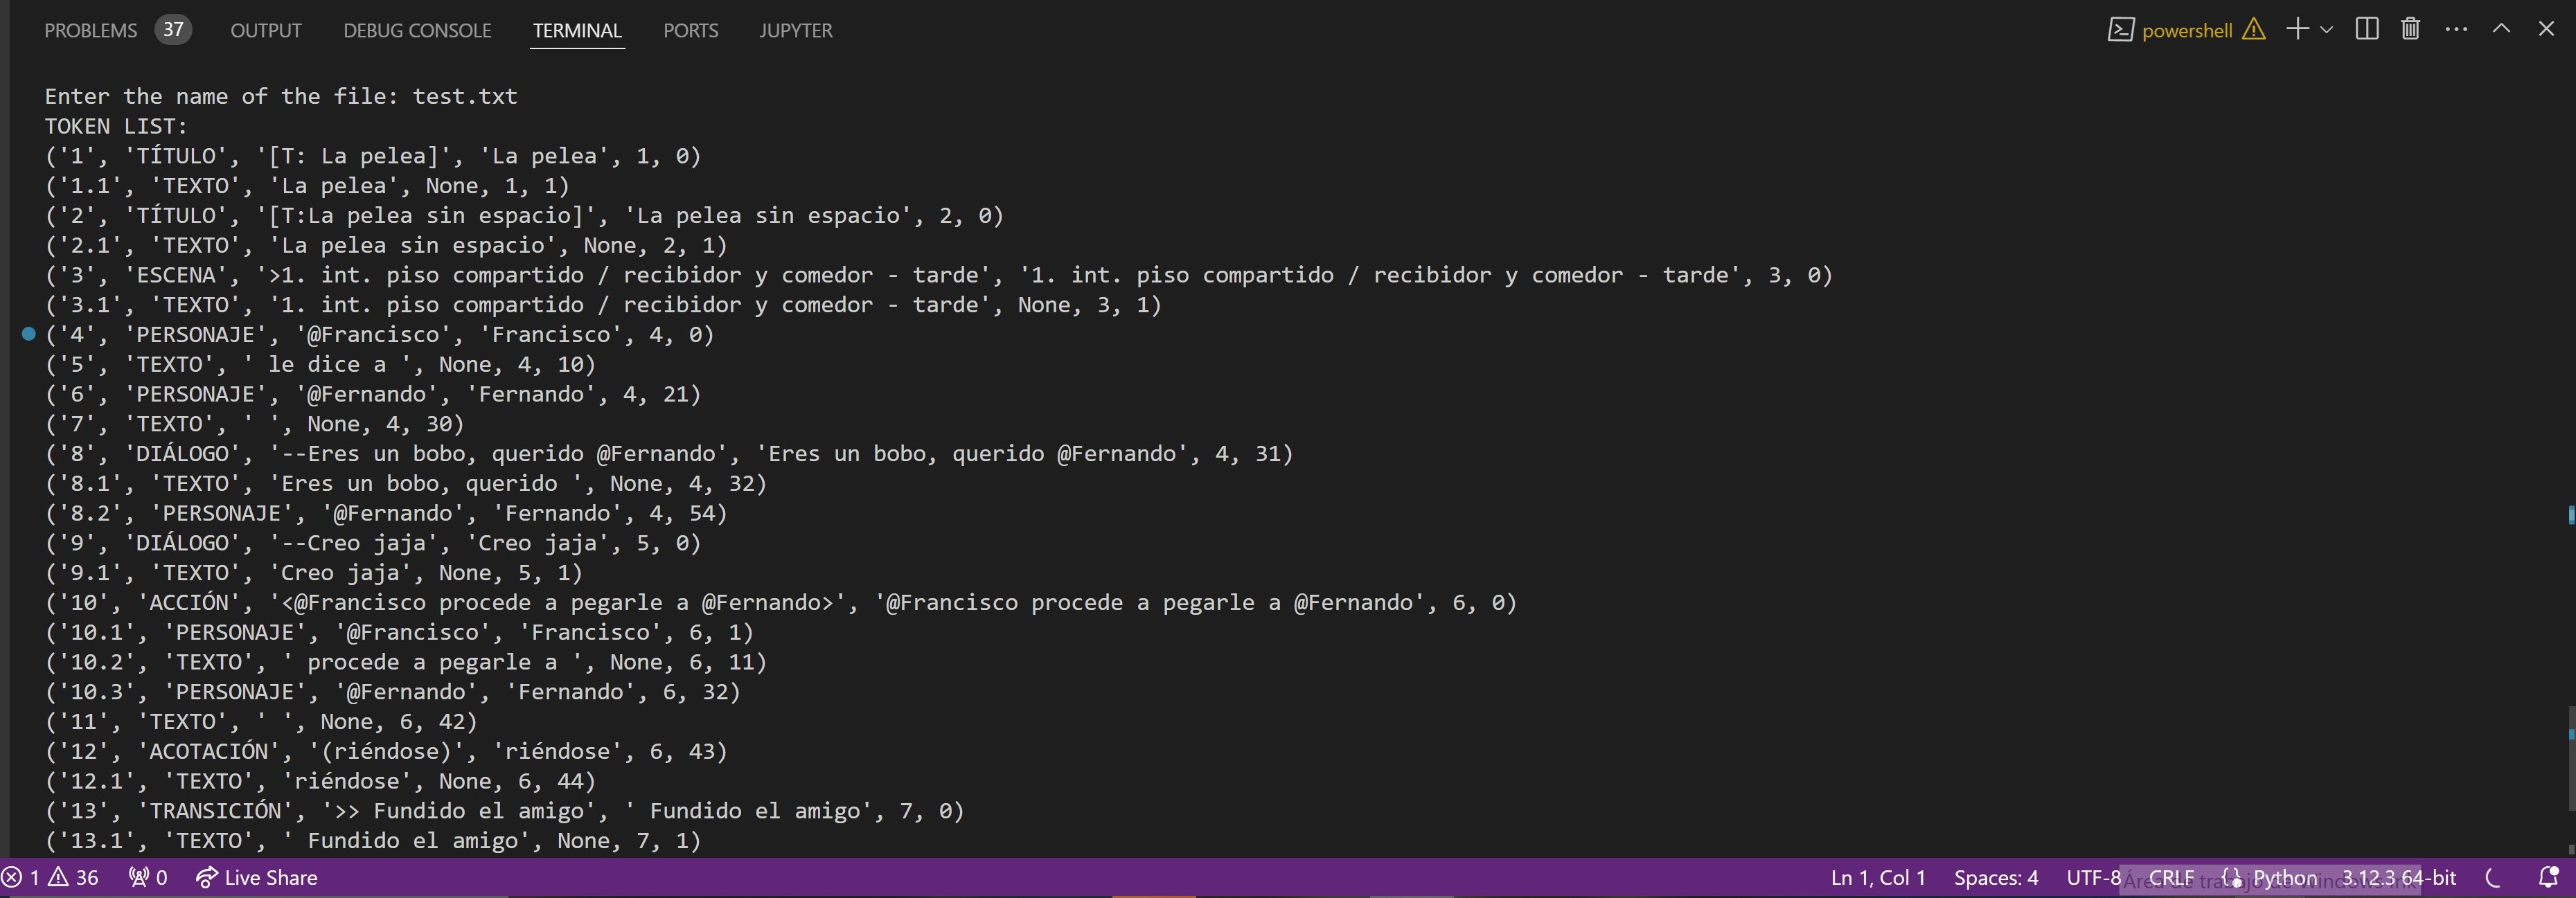 PROBLEMS 37 OUTPUT DEBUG CONSOLE TERMINAL PORTS JUPYTER powershell
Enter the name of the file: test.txt
TOKEN LIST:
('1', 'TÍTULO', '[T: La pelea]', 'La pelea', 1, 0)
('1.1', 'TEXTO', 'La pelea', None, 1, 1)
('2', 'TÍTULO', '[T:La pelea sin espacio]', 'La pelea sin espacio', 2, 0)
('2.1', 'TEXTO', 'La pelea sin espacio', None, 2, 1)
('3', 'ESCENA', '>1. int. piso compartido / recibidor y comedor - tarde', '1. int. piso compartido / recibidor y comedor - tarde', 3, 0)
('3.1', 'TEXTO', '1. int. piso compartido / recibidor y comedor - tarde', None, 3, 1)
('4', 'PERSONAJE', '@Francisco', 'Francisco', 4, 0)
('5', 'TEXTO', ' le dice a ', None, 4, 10)
('6', 'PERSONAJE', '@Fernando', 'Fernando', 4, 21)
('7', 'TEXTO', ' ', None, 4, 30)
('8', 'DIÁLOGO', '--Eres un bobo, querido @Fernando', 'Eres un bobo, querido @Fernando', 4, 31)
('8.1', 'TEXTO', 'Eres un bobo, querido ', None, 4, 32)
('8.2', 'PERSONAJE', '@Fernando', 'Fernando', 4, 54)
('9', 'DIÁLOGO', '--Creo jaja', 'Creo jaja', 5, 0)
('9.1', 'TEXTO', 'Creo jaja', None, 5, 1)
('10', 'ACCIÓN', '<@Francisco procede a pegarle a @Fernando>', '@Francisco procede a pegarle a @Fernando', 6, 0)
('10.1', 'PERSONAJE', '@Francisco', 'Francisco', 6, 1)
('10.2', 'TEXTO', ' procede a pegarle a ', None, 6, 11)
('10.3', 'PERSONAJE', '@Fernando', 'Fernando', 6, 32)
('11', 'TEXTO', ' ', None, 6, 42)
('12', 'ACOTACIÓN', '(riéndose)', 'riéndose', 6, 43)
('12.1', 'TEXTO', 'riéndose', None, 6, 44)
('13', 'TRANSICIÓN', '>> Fundido el amigo', ' Fundido el amigo', 7, 0)
('13.1', 'TEXTO', ' Fundido el amigo', None, 7, 1)
1 36 0 Live Share Ln 1, Col 1 Spaces: 4 UTF-8 CRLF Python 3.12.3 64-bit
Área de trabajo de Windows Ink